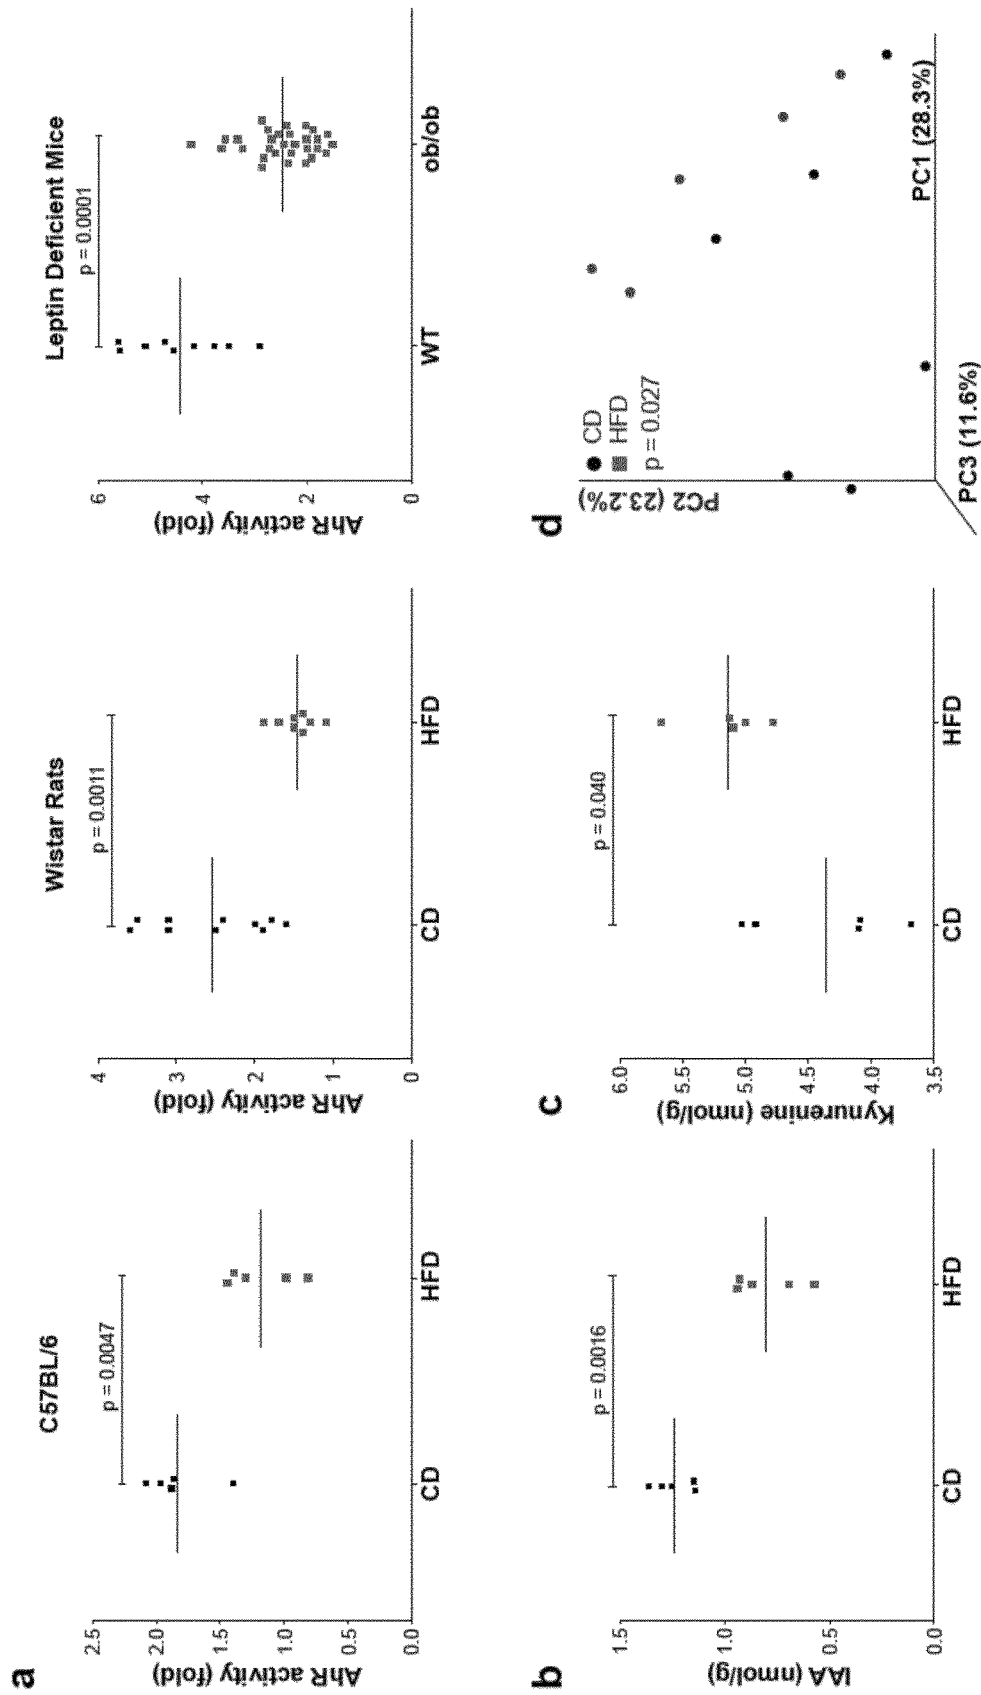 a
C57BL/6
AhR activity (fold)
2.5
2.0
1.5
1.0
0.5
0.0
p = 0.0047
CD
HFD
Wistar Rats
AhR activity (fold)
4
3
2
1
0
p = 0.0011
CD
HFD
Leptin Deficient Mice
AhR activity (fold)
6
4
2
0
p = 0.0001
WT
ob/ob
b
IAA (nmol/g)
1.5
1.0
0.5
0.0
p = 0.0016
CD
HFD
c
Kynurenine (nmol/g)
6.0
5.5
5.0
4.5
4.0
3.5
p = 0.040
CD
HFD
d
PC2 (23.2%)
CD
HFD
p = 0.027
PC1 (28.3%)
PC3 (11.6%)